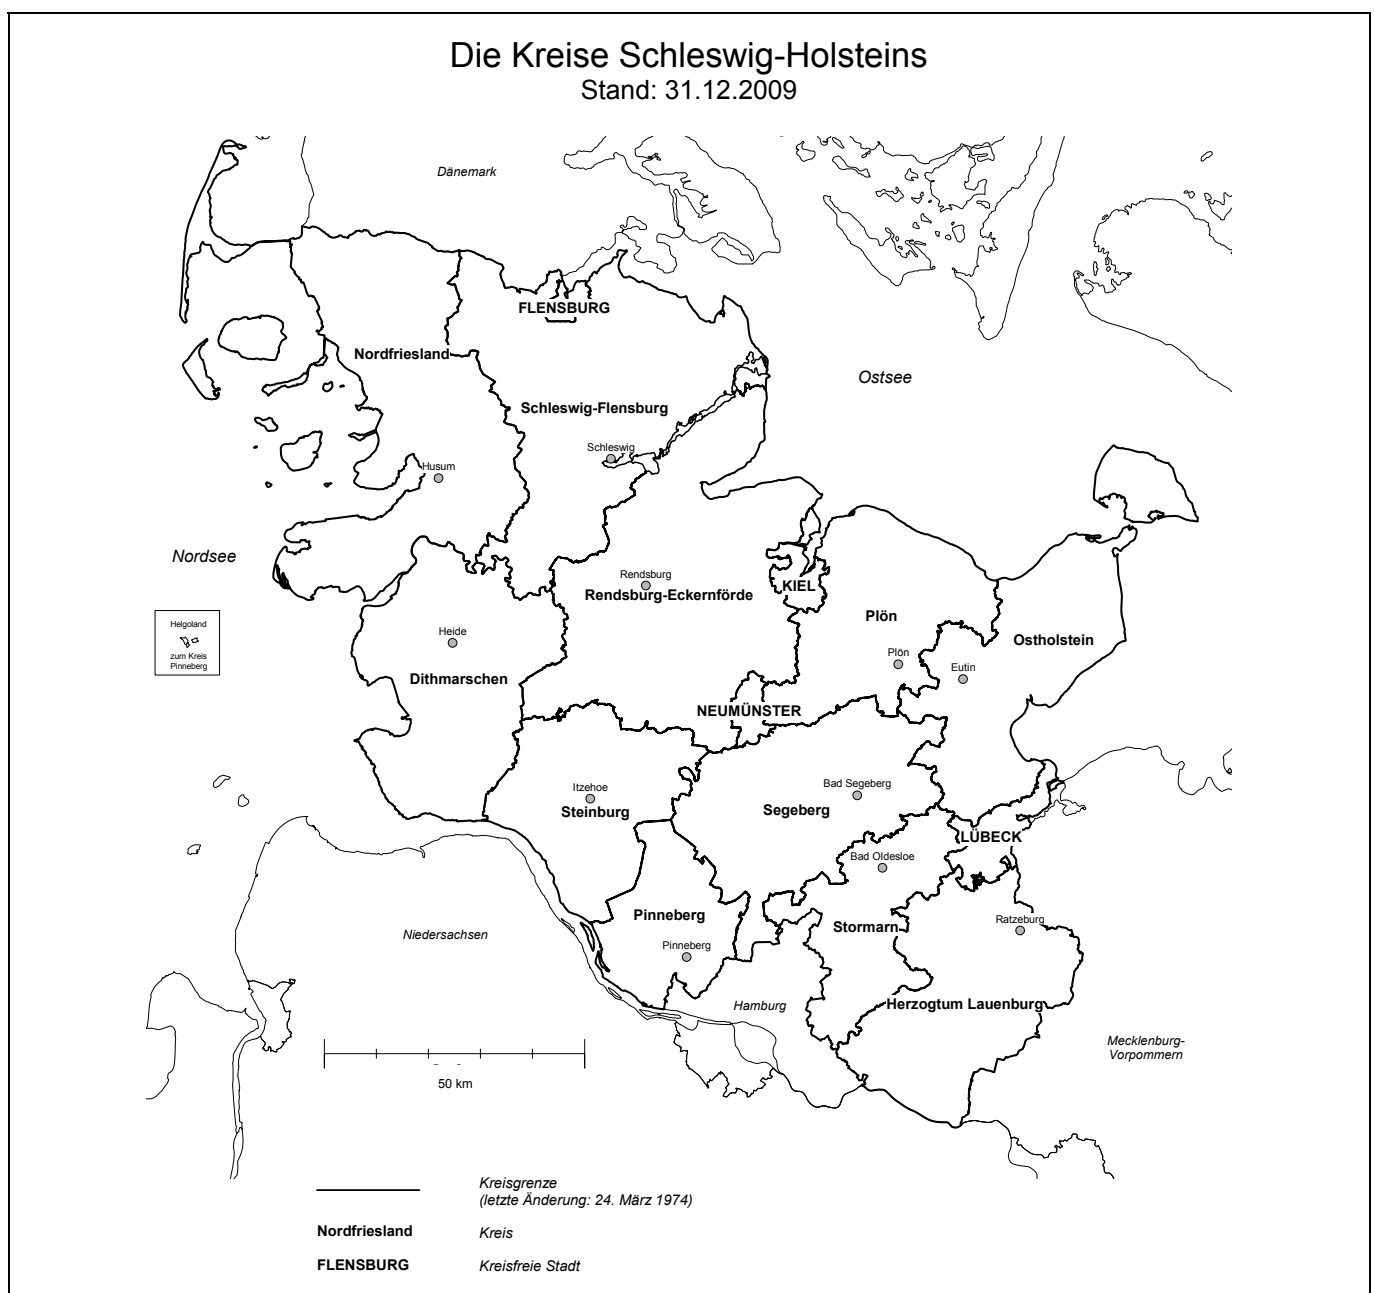 Die Kreise Schleswig-Holsteins
Stand: 31.12.2009
Dänemark
FLENSBURG
Nordfriesland
Ostsee
Schleswig-Flensburg
Schleswig
Husum
Nordsee
Rendsburg
Rendsburg-Eckernförde
KIEL
Plön
Helgoland
zum Kreis
Pinneberg
Heide
Ostholstein
Plön
Eutin
Dithmarschen
NEUMÜNSTER
Itzehoe
Steinburg
Bad Segeberg
Segeberg
LÜBECK
Bad Oldesloe
Pinneberg
Stormarn
Ratzeburg
Niedersachsen
Pinneberg
Hamburg
Herzogtum Lauenburg
Mecklenburg-
Vorpommern
50 km
Kreisgrenze
(letzte Änderung: 24. März 1974)
Nordfriesland Kreis
FLENSBURG Kreisfreie Stadt